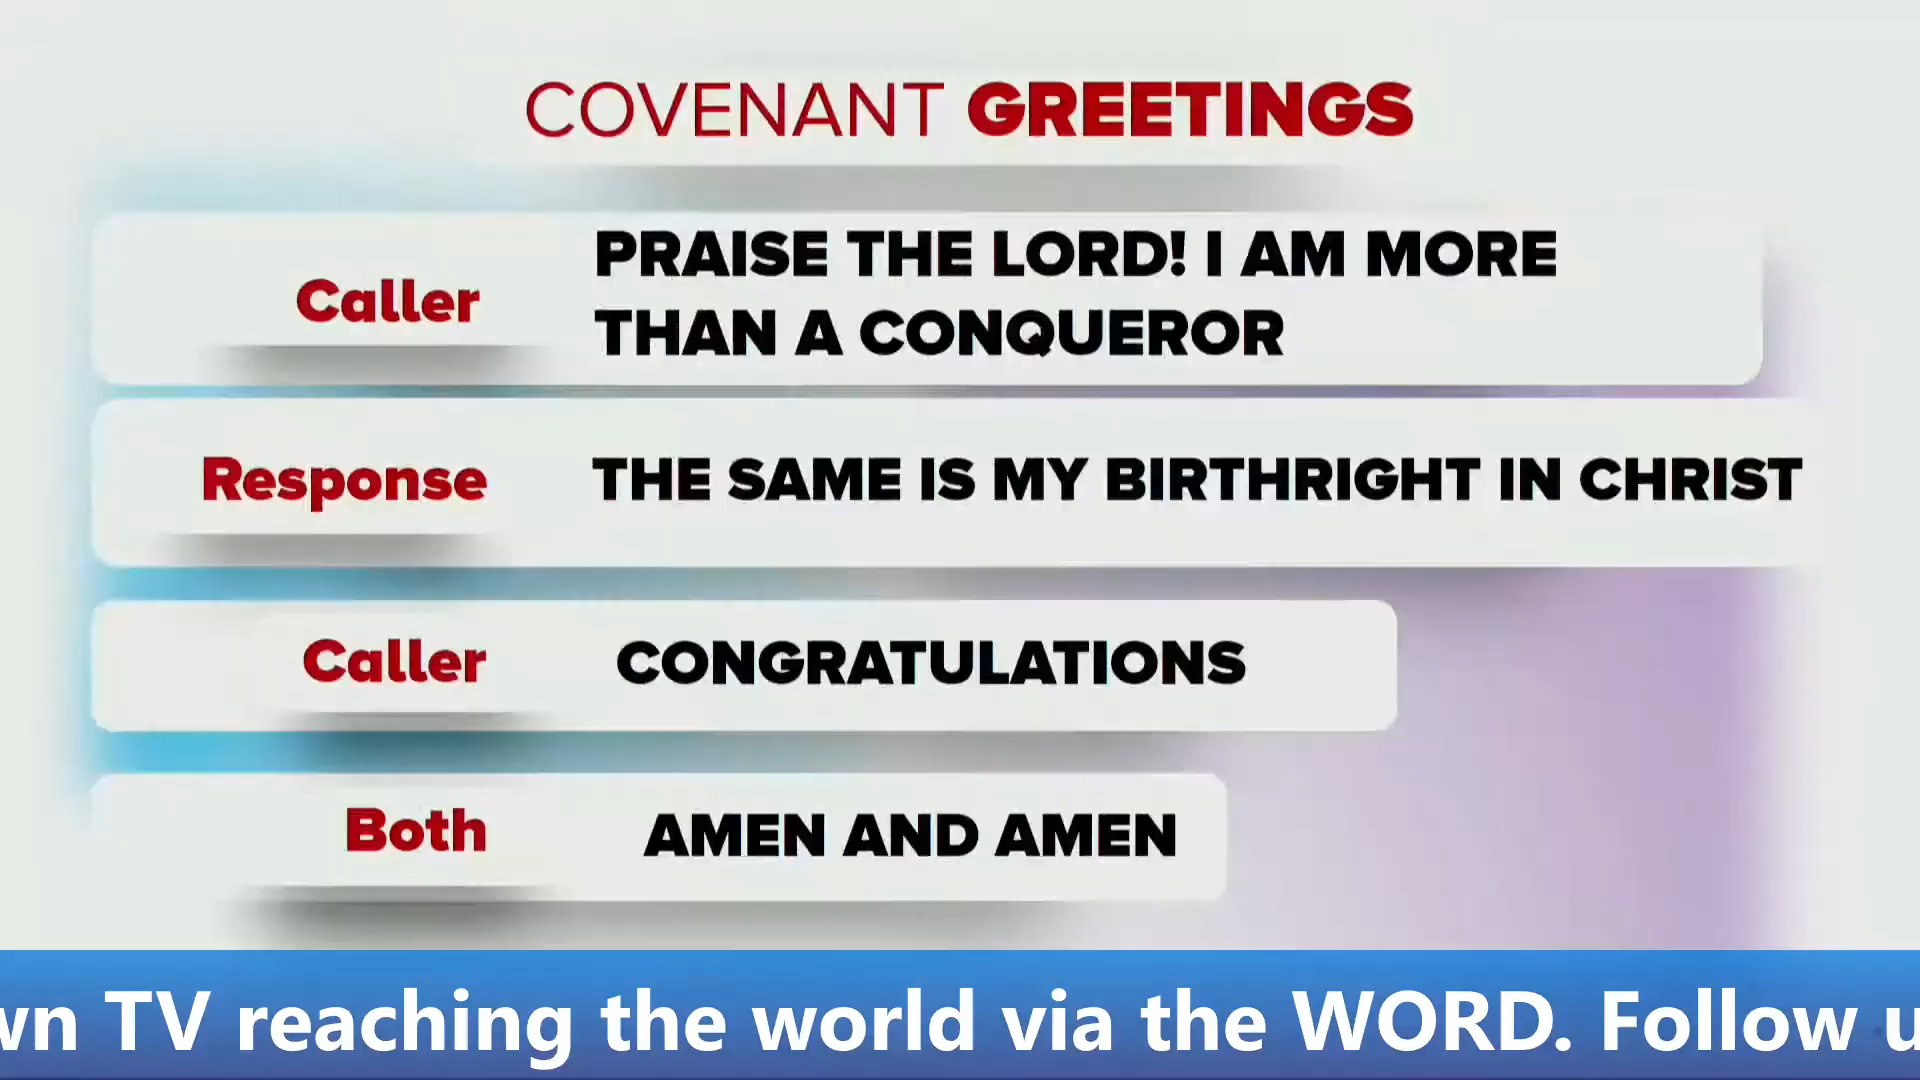 COVENANT GREETINGS
Caller
PRAISE THE LORD! I AM MORE
THAN A CONQUEROR
Response
THE SAME IS MY BIRTHRIGHT IN CHRIST
Caller
CONGRATULATIONS
Both
AMEN AND AMEN
TV reaching the world via the WORD. Follow